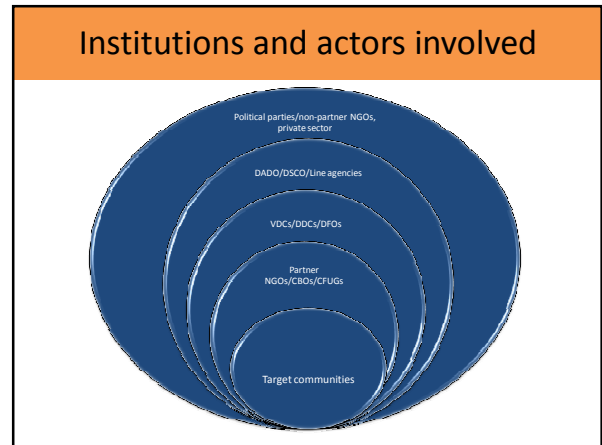 Institutions and actors involved
Political parties/non-partner NGOs,
private sector
DADO/DSCO/Line agencies
VDCs/DDCs/DFOs
Partner
NGOs/CBOs/CFUGs
Target communities